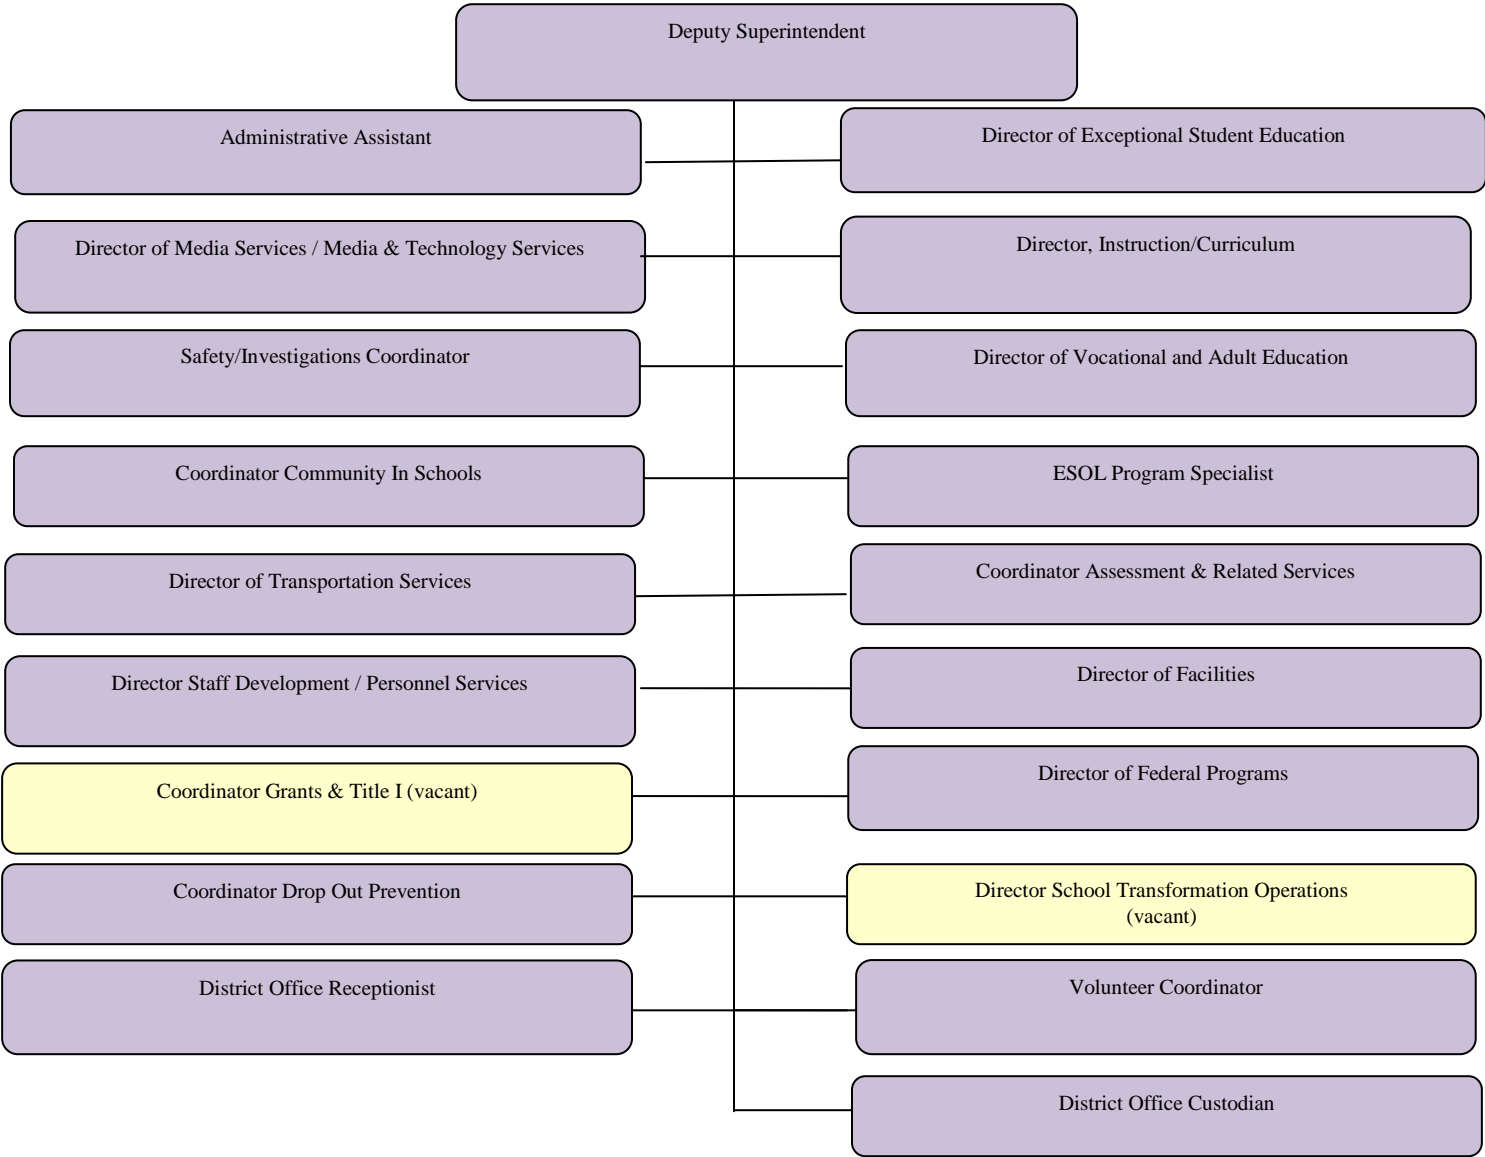 Deputy Superintendent
Administrative Assistant
Director of Exceptional Student Education
Director of Media Services / Media & Technology Services
Director, Instruction/Curriculum
Safety/Investigations Coordinator
Director of Vocational and Adult Education
Coordinator Community In Schools
ESOL Program Specialist
Director of Transportation Services
Coordinator Assessment & Related Services
Director Staff Development / Personnel Services
Director of Facilities
Coordinator Grants & Title I (vacant)
Director of Federal Programs
Coordinator Drop Out Prevention
Director School Transformation Operations
(vacant)
District Office Receptionist
Volunteer Coordinator
District Office Custodian